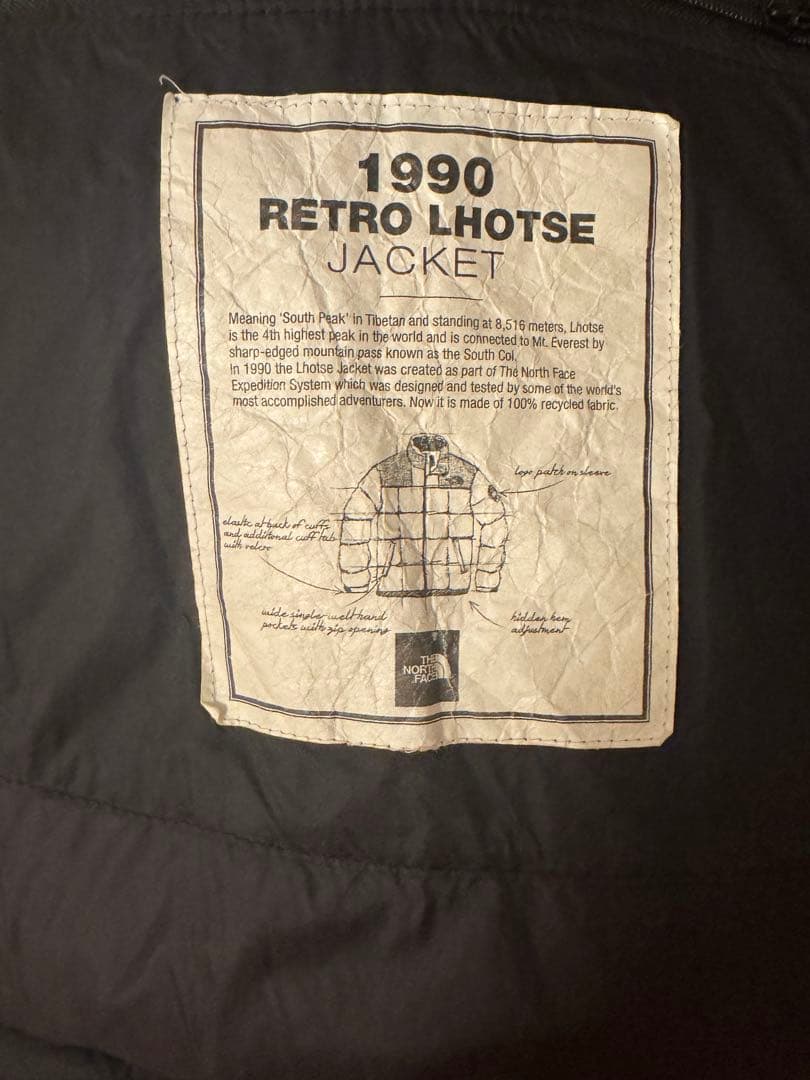 1990
RETRO LHOTSE
JACKET
Meaning 'South Peak' in Tibetan and standing at 8,516 meters, Lhotse
is the 4th highest peak in the world and is connected to Mt. Everest by
sharp-edged mountain pass known as the South Col.
In 1990 the Lhotse Jacket was created as part of The North Face
Expedition System which was designed and tested by some of the world's
most accomplished adventurers. Now it is made of 100% recycled fabric.
logo patch on sleeve
elastic at back of cuffs
and additional cuff tab
with velcro
wide single-welt hand
pockets with zip opening
hidden hem
adjustment
THE
NORTH
FACE